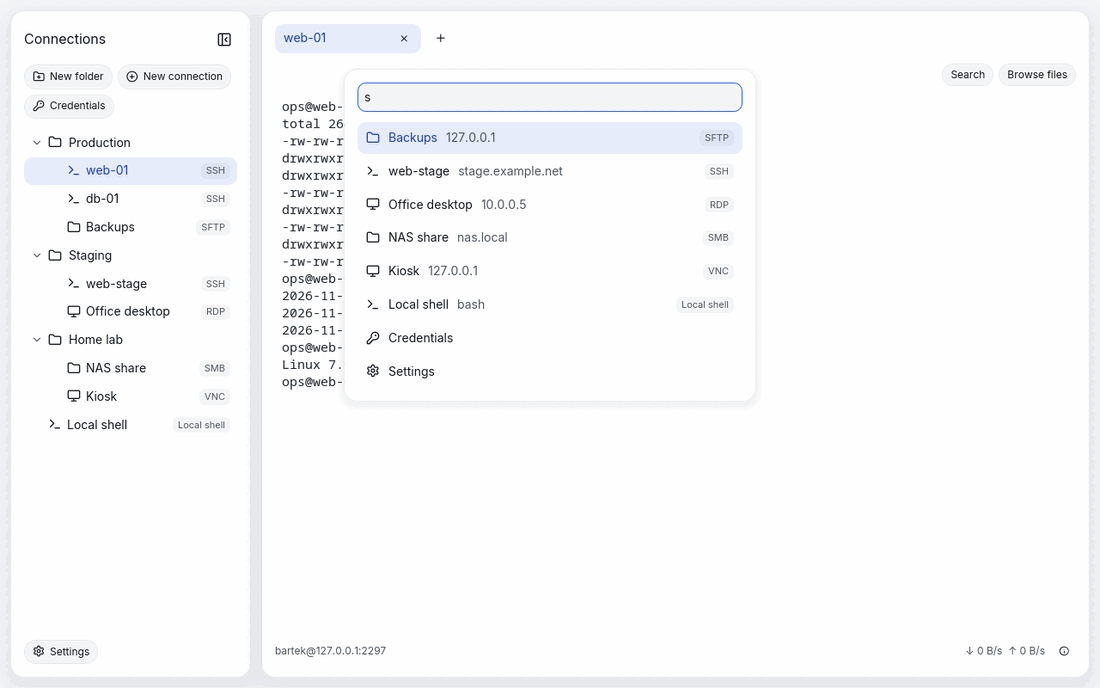 Connections
New folder
New connection
Credentials
Production
web-01 SSH
db-01 SSH
Backups SFTP
Staging
web-stage SSH
Office desktop RDP
Home lab
NAS share SMB
Kiosk VNC
Local shell Local shell
Settings
web-01
Search
Browse files
ops@web-
total 26
-rw-rw-r
drwxrwxr
drwxrwxr
-rw-rw-r
drwxrwxr
-rw-rw-r
drwxrwxr
-rw-rw-r
ops@web-
2026-11-
2026-11-
2026-11-
ops@web-
Linux 7.
ops@web-
s
Backups 127.0.0.1 SFTP
web-stage stage.example.net SSH
Office desktop 10.0.0.5 RDP
NAS share nas.local SMB
Kiosk 127.0.0.1 VNC
Local shell bash Local shell
Credentials
Settings
bartek@127.0.0.1:2297
↓ 0 B/s ↑ 0 B/s